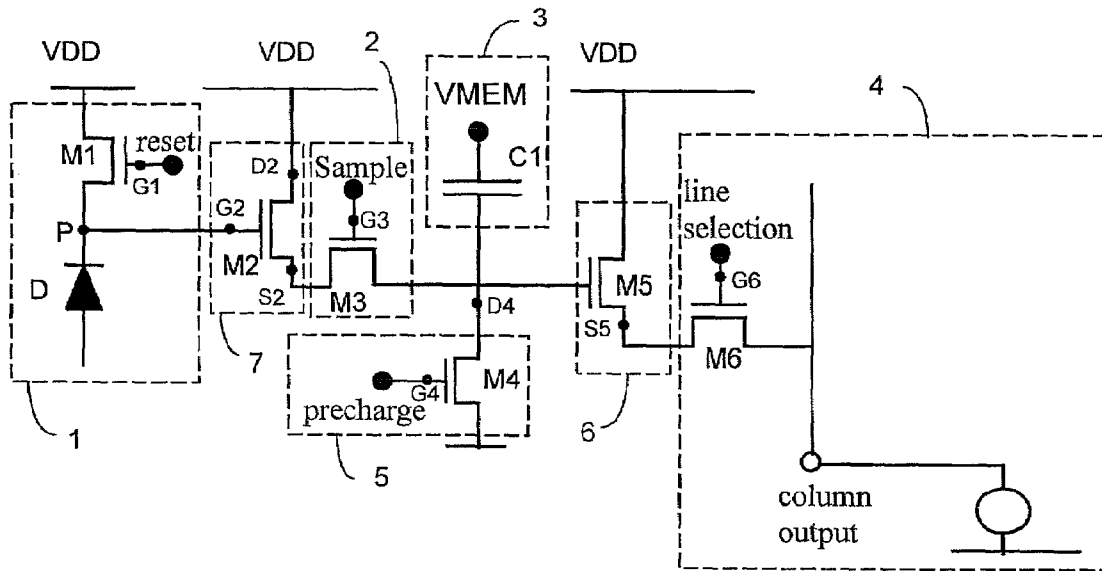 3
VDD
VDD
2
VDD
4
VMEM
M1
reset
G1
D2
Sample
C1
line
selection
P
G2
G3
G6
D
M2
S2
M3
D4
M5
S5
M6
7
M4
G4
precharge
1
5
6
column
output